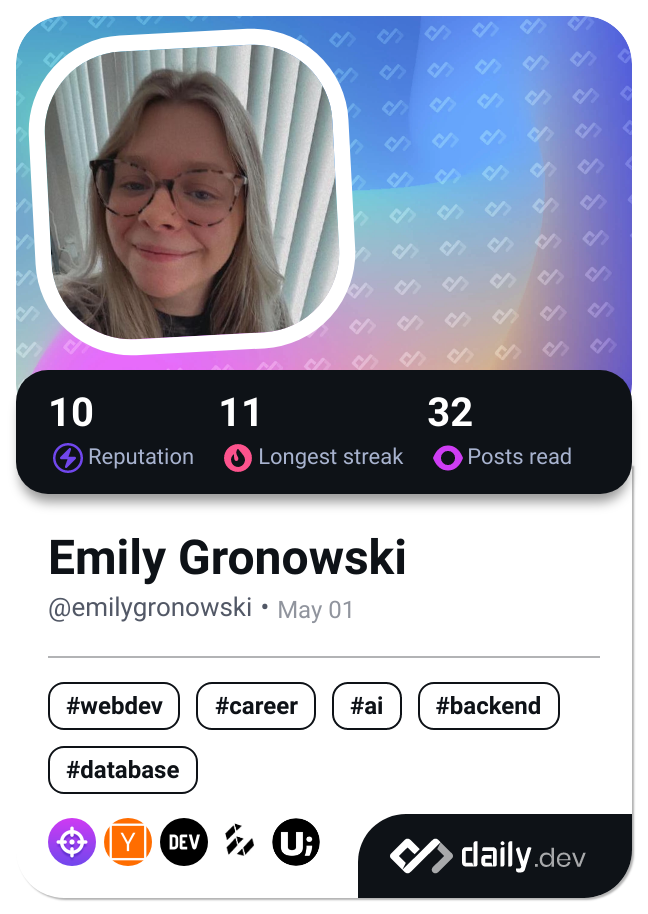 10 11 32
Reputation Longest streak Posts read
Emily Gronowski
@emilygronowski • May 01
#webdev #career #ai #backend
#database
Y DEV U; daily.dev